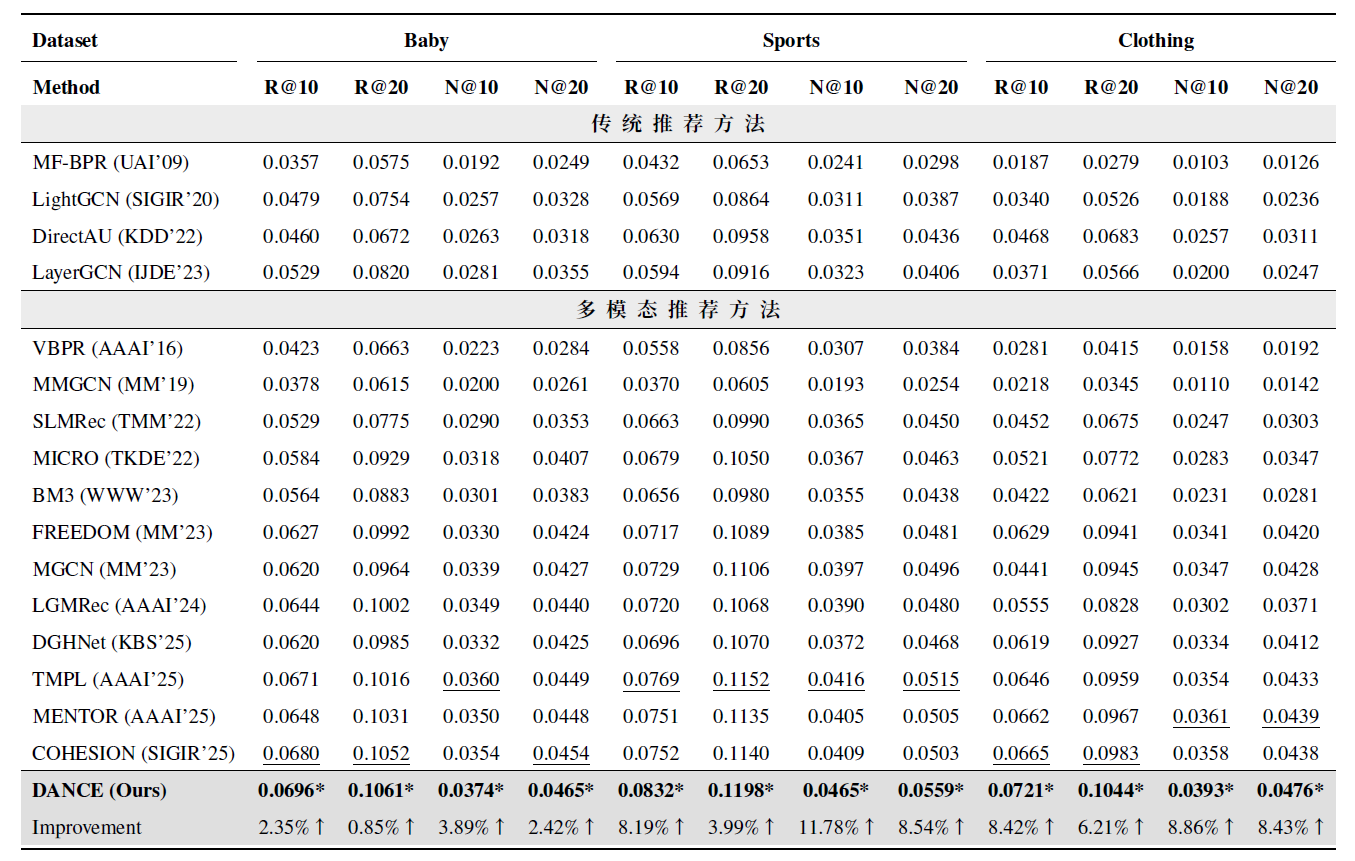 Dataset Baby Sports Clothing
Method R@10 R@20 N@10 N@20 R@10 R@20 N@10 N@20 R@10 R@20 N@10 N@20
传统推荐方法
MF-BPR (UAI’09) 0.0357 0.0575 0.0192 0.0249 0.0432 0.0653 0.0241 0.0298 0.0187 0.0279 0.0103 0.0126
LightGCN (SIGIR’20) 0.0479 0.0754 0.0257 0.0328 0.0569 0.0864 0.0311 0.0387 0.0340 0.0526 0.0188 0.0236
DirectAU (KDD’22) 0.0460 0.0672 0.0263 0.0318 0.0630 0.0958 0.0351 0.0436 0.0468 0.0683 0.0257 0.0311
LayerGCN (IJDE’23) 0.0529 0.0820 0.0281 0.0355 0.0594 0.0916 0.0323 0.0406 0.0371 0.0566 0.0200 0.0247
多模态推荐方法
VBPR (AAAI’16) 0.0423 0.0663 0.0223 0.0284 0.0558 0.0856 0.0307 0.0384 0.0281 0.0415 0.0158 0.0192
MMGCN (MM’19) 0.0378 0.0615 0.0200 0.0261 0.0370 0.0605 0.0193 0.0254 0.0218 0.0345 0.0110 0.0142
SLMRec (TMM’22) 0.0529 0.0775 0.0290 0.0353 0.0663 0.0990 0.0365 0.0450 0.0452 0.0675 0.0247 0.0303
MICRO (TKDE’22) 0.0584 0.0929 0.0318 0.0407 0.0679 0.1050 0.0367 0.0463 0.0521 0.0772 0.0283 0.0347
BM3 (WWW’23) 0.0564 0.0883 0.0301 0.0383 0.0656 0.0980 0.0355 0.0438 0.0422 0.0621 0.0231 0.0281
FREEDOM (MM’23) 0.0627 0.0992 0.0330 0.0424 0.0717 0.1089 0.0385 0.0481 0.0629 0.0941 0.0341 0.0420
MGCN (MM’23) 0.0620 0.0964 0.0339 0.0427 0.0729 0.1106 0.0397 0.0496 0.0441 0.0945 0.0347 0.0428
LGMRec (AAAI’24) 0.0644 0.1002 0.0349 0.0440 0.0720 0.1068 0.0390 0.0480 0.0555 0.0828 0.0302 0.0371
DGHNet (KBS’25) 0.0620 0.0985 0.0332 0.0425 0.0696 0.1070 0.0372 0.0468 0.0619 0.0927 0.0334 0.0412
TMPL (AAAI’25) 0.0671 0.1016 0.0360 0.0449 0.0769 0.1152 0.0416 0.0515 0.0646 0.0959 0.0354 0.0433
MENTOR (AAAI’25) 0.0648 0.1031 0.0350 0.0448 0.0751 0.1135 0.0405 0.0505 0.0662 0.0967 0.0361 0.0439
COHESION (SIGIR’25) 0.0680 0.1052 0.0354 0.0454 0.0752 0.1140 0.0409 0.0503 0.0665 0.0983 0.0358 0.0438
DANCE (Ours) 0.0696* 0.1061* 0.0374* 0.0465* 0.0832* 0.1198* 0.0465* 0.0559* 0.0721* 0.1044* 0.0393* 0.0476*
Improvement 2.35% ↑ 0.85% ↑ 3.89% ↑ 2.42% ↑ 8.19% ↑ 3.99% ↑ 11.78% ↑ 8.54% ↑ 8.42% ↑ 6.21% ↑ 8.86% ↑ 8.43% ↑